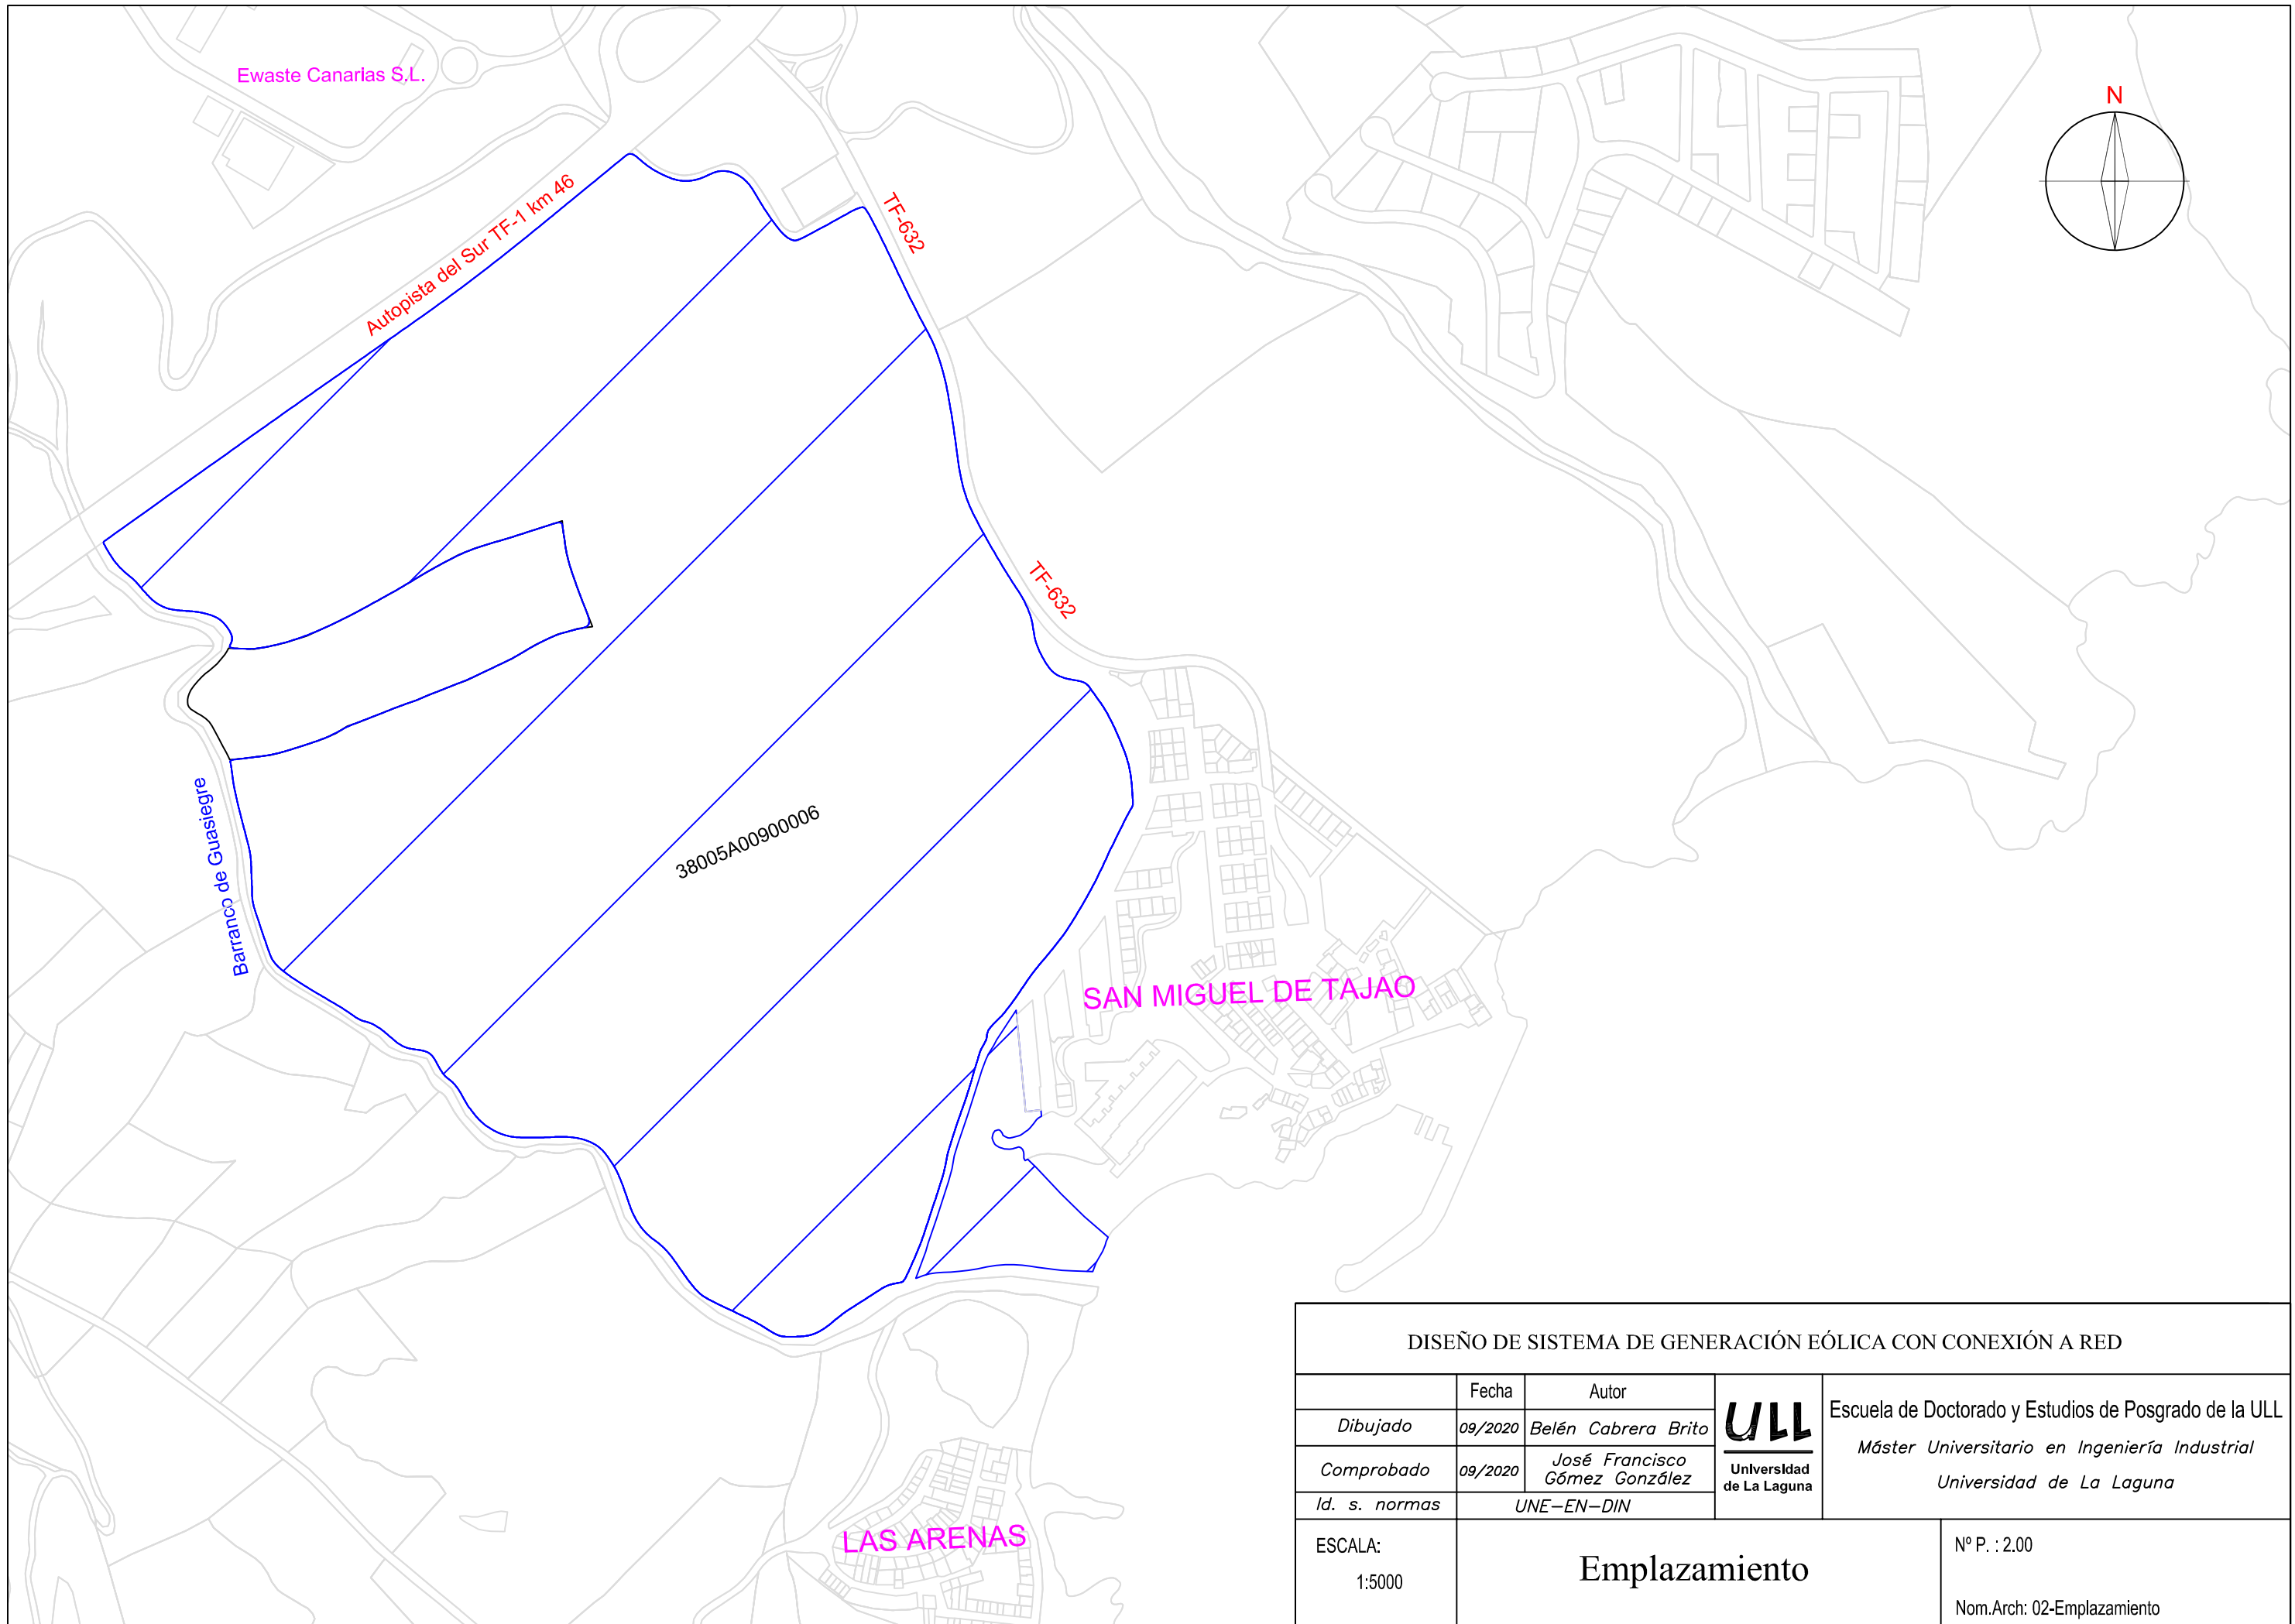 Ewaste Canarias S.L.
N
Autopista del Sur TF-1 km 46
TF-632
TF-632
38005A00900006
Barranco de Guasiegre
SAN MIGUEL DE TAJAO
LAS ARENAS
DISEÑO DE SISTEMA DE GENERACIÓN EÓLICA CON CONEXIÓN A RED
Fecha
Autor
Dibujado
09/2020
Belén Cabrera Brito
Comprobado
09/2020
José Francisco
Gómez González
Id. s. normas
UNE-EN-DIN
ULL
Universidad
de La Laguna
Escuela de Doctorado y Estudios de Posgrado de la ULL
Máster Universitario en Ingeniería Industrial
Universidad de La Laguna
ESCALA:
1:5000
Emplazamiento
Nº P. : 2.00
Nom.Arch: 02-Emplazamiento